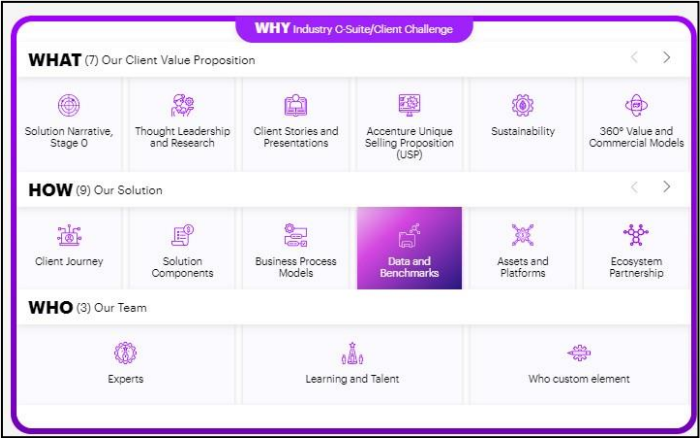 WHY Industry C-Suite/Client Challenge
WHAT (7) Our Client Value Proposition
Solution Narrative,
Stage 0
Thought Leadership
and Research
Client Stories and
Presentations
Accenture Unique
Selling Proposition
(USP)
Sustainability
360° Value and
Commercial Models
HOW (9) Our Solution
Client Journey
Solution
Components
Business Process
Models
Data and
Benchmarks
Assets and
Platforms
Ecosystem
Partnership
WHO (3) Our Team
Experts
Learning and Talent
Who custom element